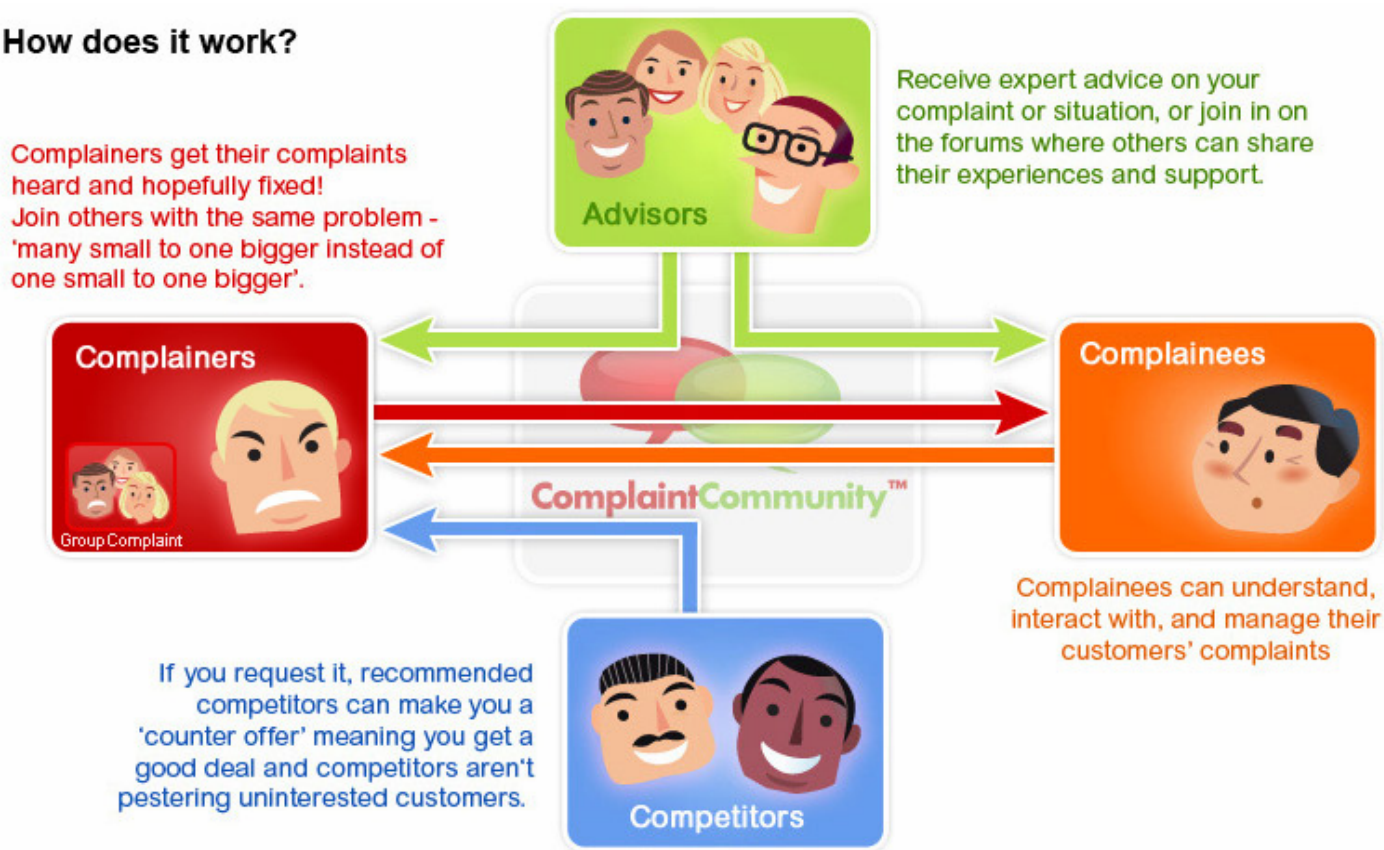 How does it work?
Complainers get their complaints
heard and hopefully fixed!
Join others with the same problem -
‘many small to one bigger instead of
one small to one bigger’.
Advisors
Receive expert advice on your
complaint or situation, or join in on
the forums where others can share
their experiences and support.
Complainers
Group Complaint
ComplaintCommunity™
Complainees
Complainees can understand,
interact with, and manage their
customers’ complaints
If you request it, recommended
competitors can make you a
‘counter offer’ meaning you get a
good deal and competitors aren‘t
pestering uninterested customers.
Competitors